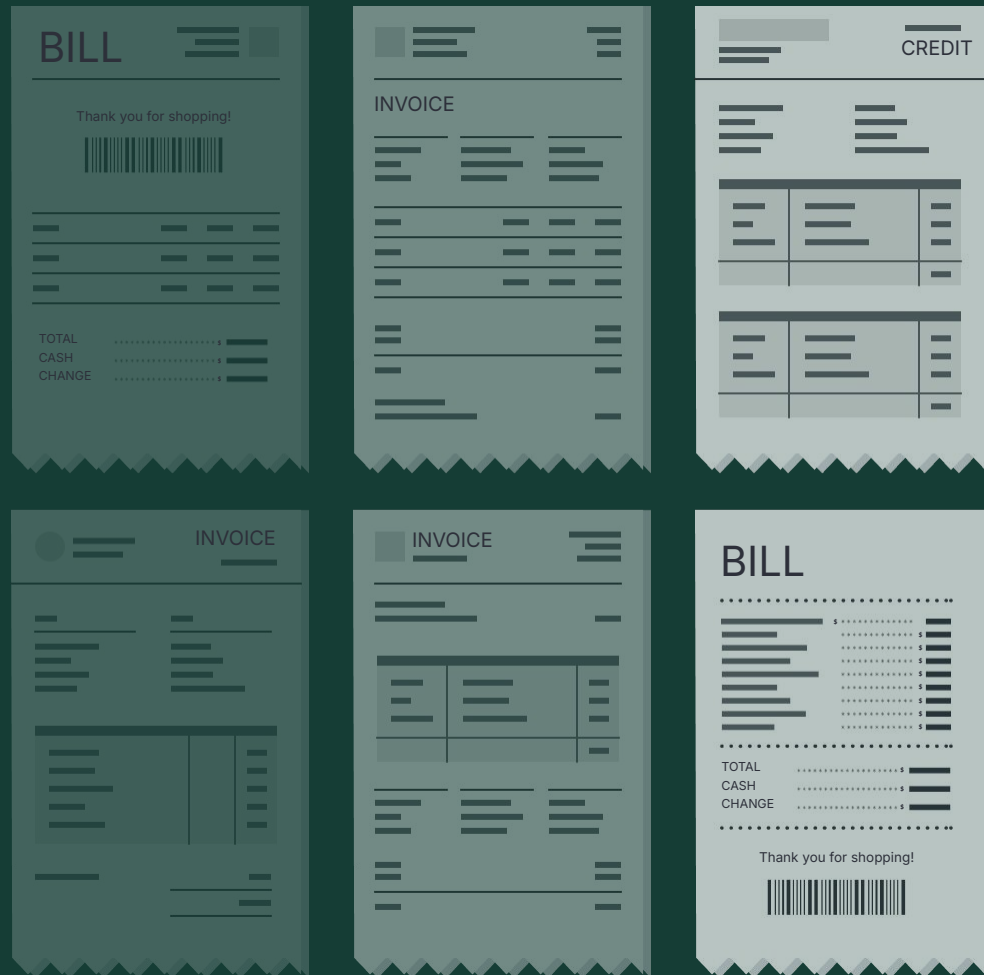 BILL
Thank you for shopping!
TOTAL $
CASH $
CHANGE $
INVOICE
CREDIT
INVOICE
INVOICE
BILL
$
$
$
$
$
$
$
$
$
TOTAL $
CASH $
CHANGE $
Thank you for shopping!